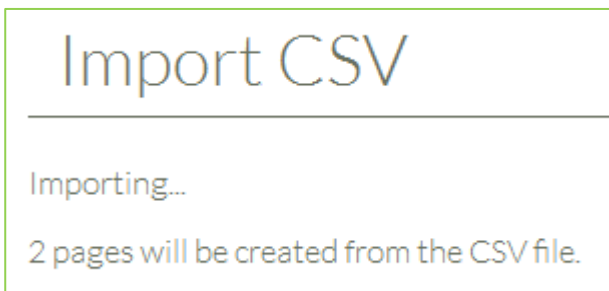 Import CSV
Importing...
2 pages will be created from the CSV file.